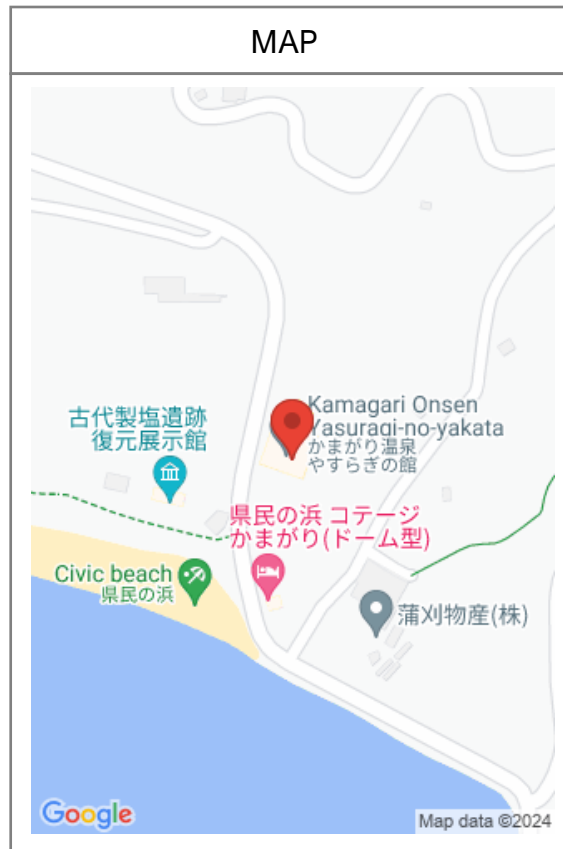 MAP
Kamagari Onsen
Yasuragi-no-yakata
かまがり温泉
やすらぎの館
古代製塩遺跡
復元展示館
県民の浜 コテージ
かまがり(ドーム型)
Civic beach
県民の浜
蒲刈物産(株)
Google
Map data ©2024